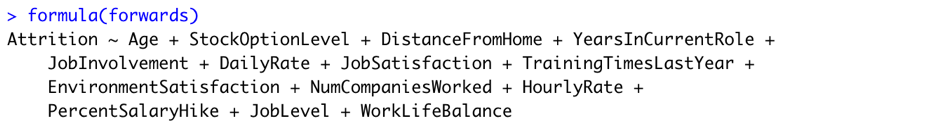 > formula(forwards)
Attrition ~ Age + StockOptionLevel + DistanceFromHome + YearsInCurrentRole +
    JobInvolvement + DailyRate + JobSatisfaction + TrainingTimesLastYear +
    EnvironmentSatisfaction + NumCompaniesWorked + HourlyRate +
    PercentSalaryHike + JobLevel + WorkLifeBalance